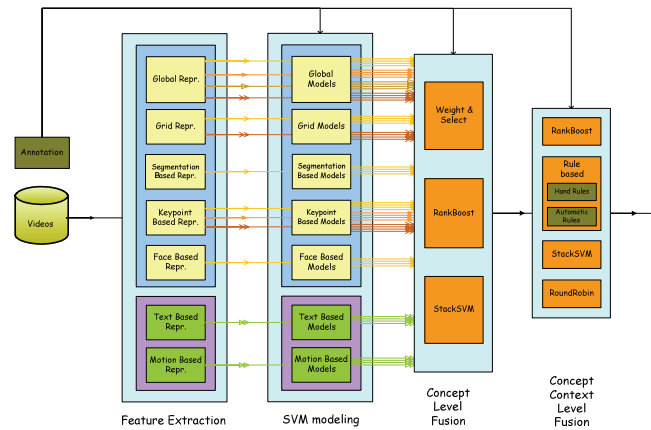 Annotation
Videos
Global Repr.
Grid Repr.
Segmentation
Based Repr.
Keypoint
Based Repr.
Face Based
Repr.
Text Based
Repr.
Motion Based
Repr.
Feature Extraction
Global
Models
Grid Models
Segmentation
Based Models
Keypoint
Based Models
Face Based
Models
Text Based
Models
Motion Based
Models
SVM modeling
Weight &
Select
RankBoost
StackSVM
Concept
Level
Fusion
RankBoost
Rule
based
Hand Rules
Automatic
Rules
StackSVM
RoundRobin
Concept
Context
Level
Fusion